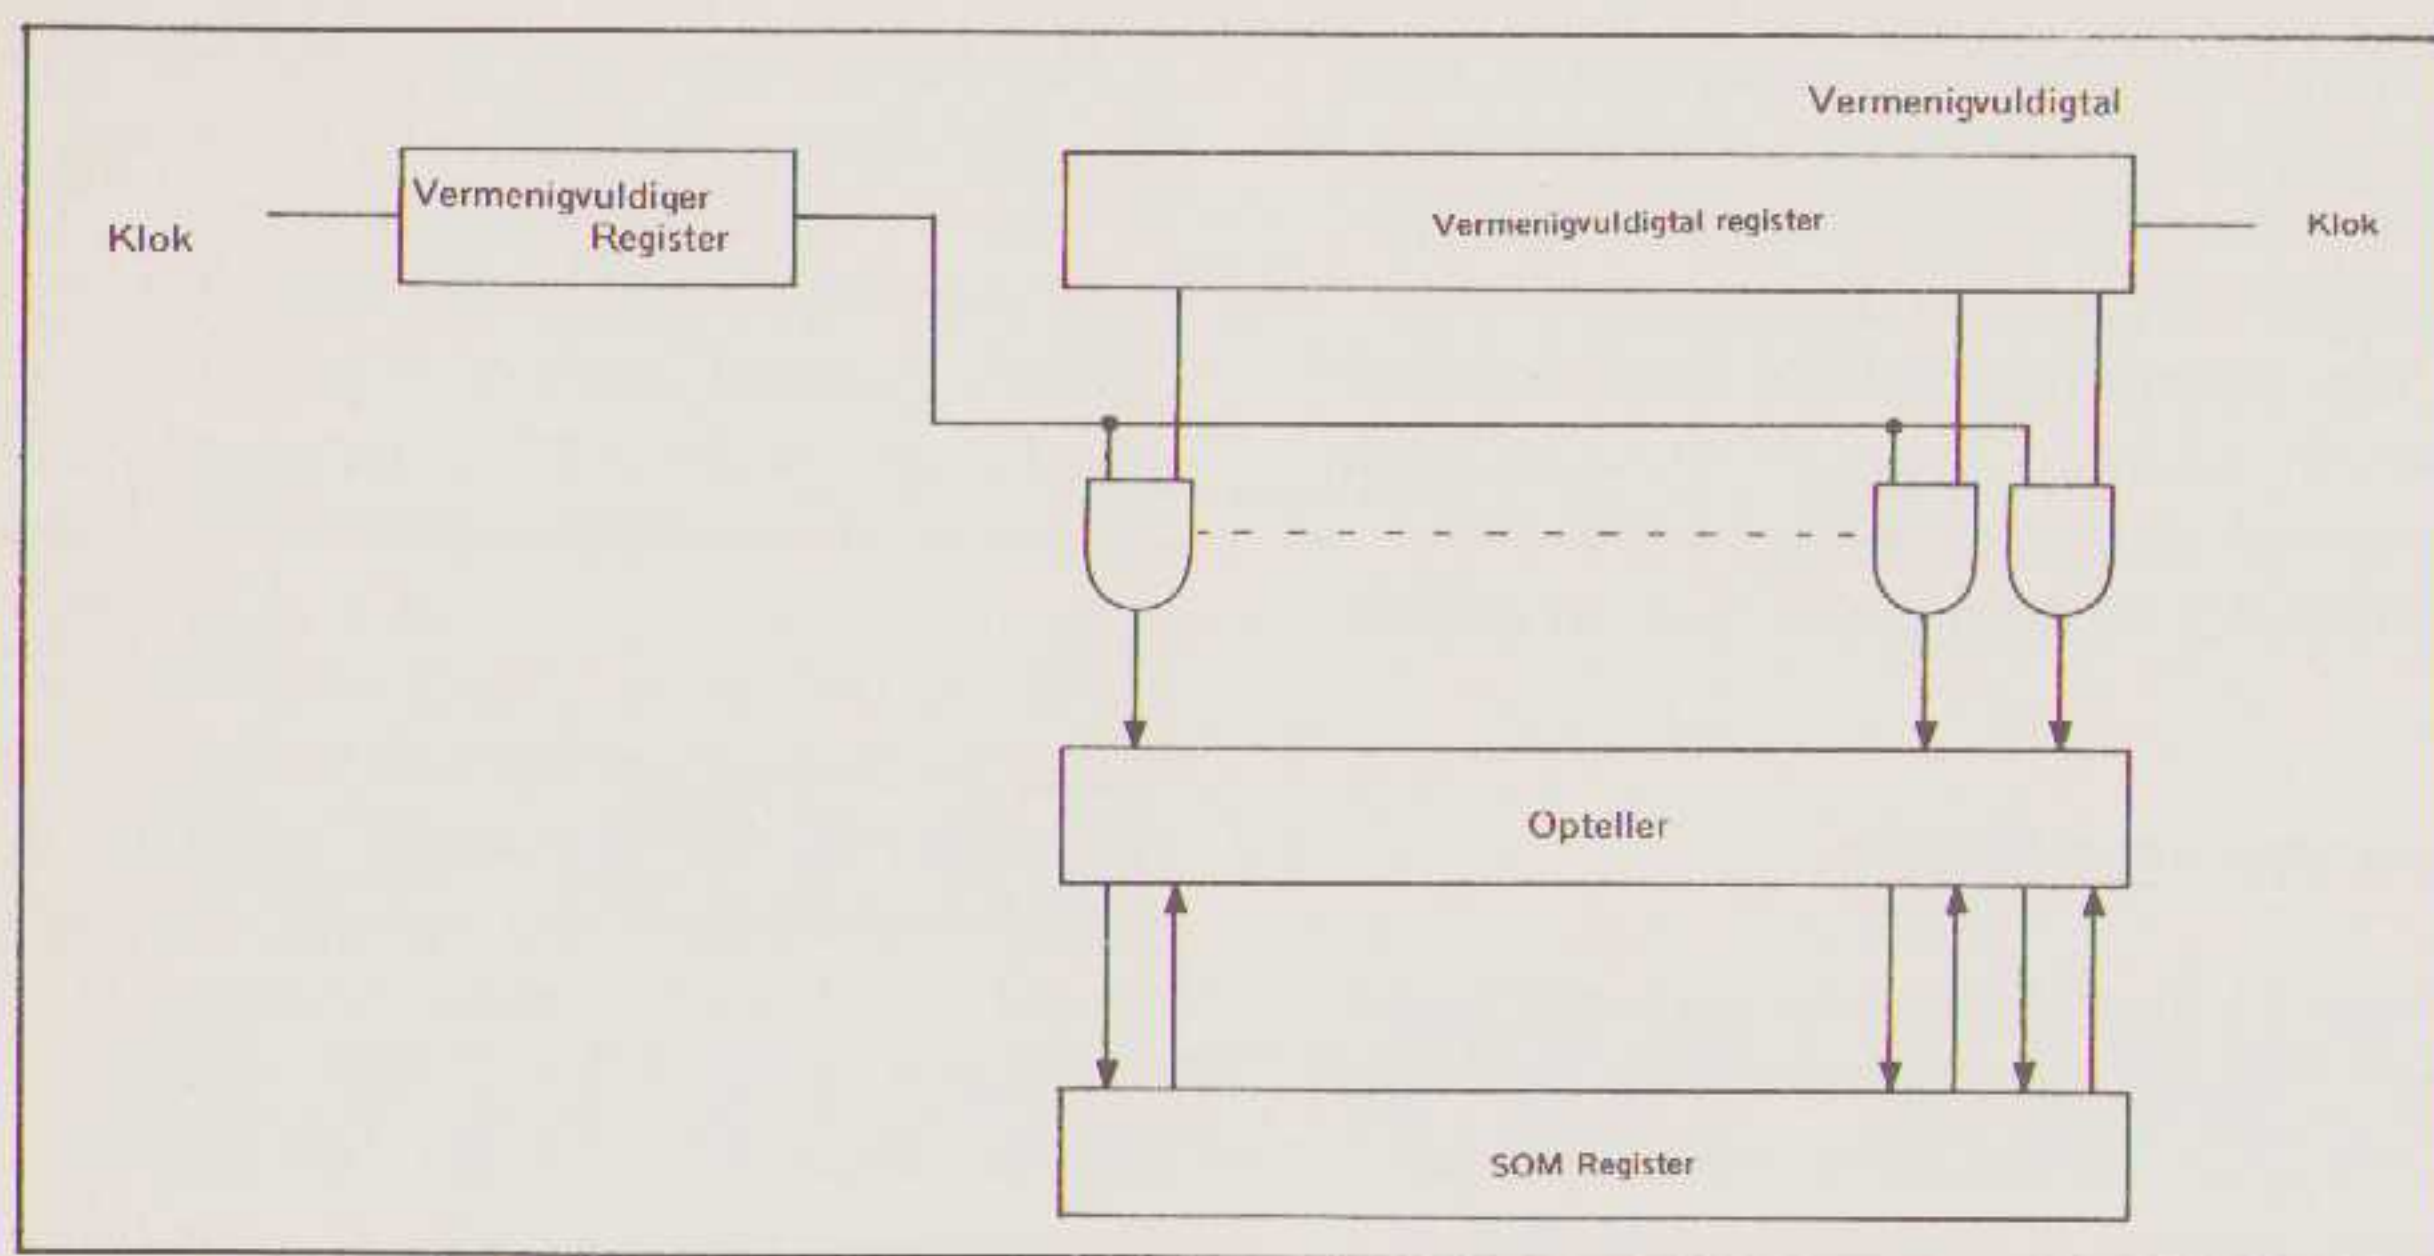 Vermenigvuldigtal
Klok
Vermenigvuldiger
Register
Vermenigvuldigtal register
Klok
Opteller
SOM Register